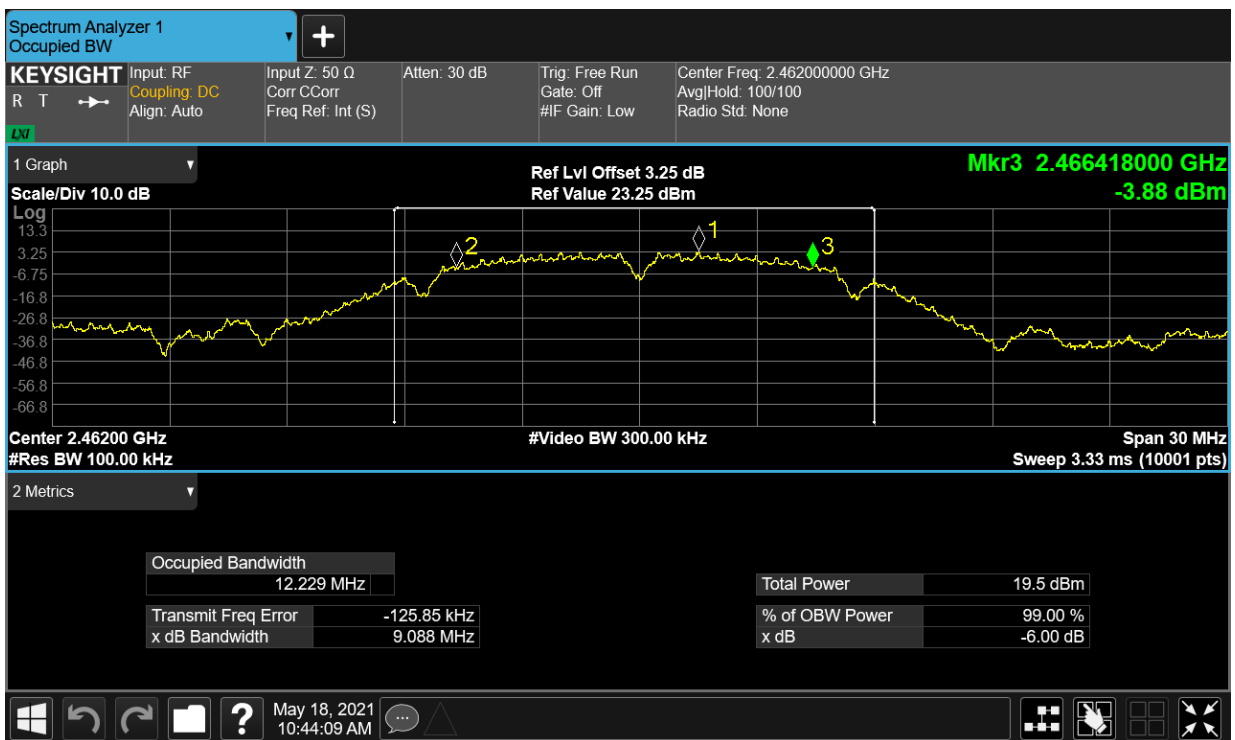 Spectrum Analyzer 1
Occupied BW
KEYSIGHT
R T
LXI
Input: RF
Coupling: DC
Align: Auto
Input Z: 50 Ω
Corr CCorr
Freq Ref: Int (S)
Atten: 30 dB
Trig: Free Run
Gate: Off
#IF Gain: Low
Center Freq: 2.462000000 GHz
Avg|Hold: 100/100
Radio Std: None
1 Graph
Scale/Div 10.0 dB
Ref Lvl Offset 3.25 dB
Ref Value 23.25 dBm
Mkr3 2.466418000 GHz
-3.88 dBm
Log
13.3
3.25
-6.75
-16.8
-26.8
-36.8
-46.8
-56.8
-66.8
2
1
3
Center 2.46200 GHz
#Video BW 300.00 kHz
Span 30 MHz
#Res BW 100.00 kHz
Sweep 3.33 ms (10001 pts)
2 Metrics
Occupied Bandwidth
12.229 MHz
Total Power 19.5 dBm
Transmit Freq Error -125.85 kHz
% of OBW Power 99.00 %
x dB Bandwidth 9.088 MHz
x dB -6.00 dB
?
May 18, 2021
10:44:09 AM